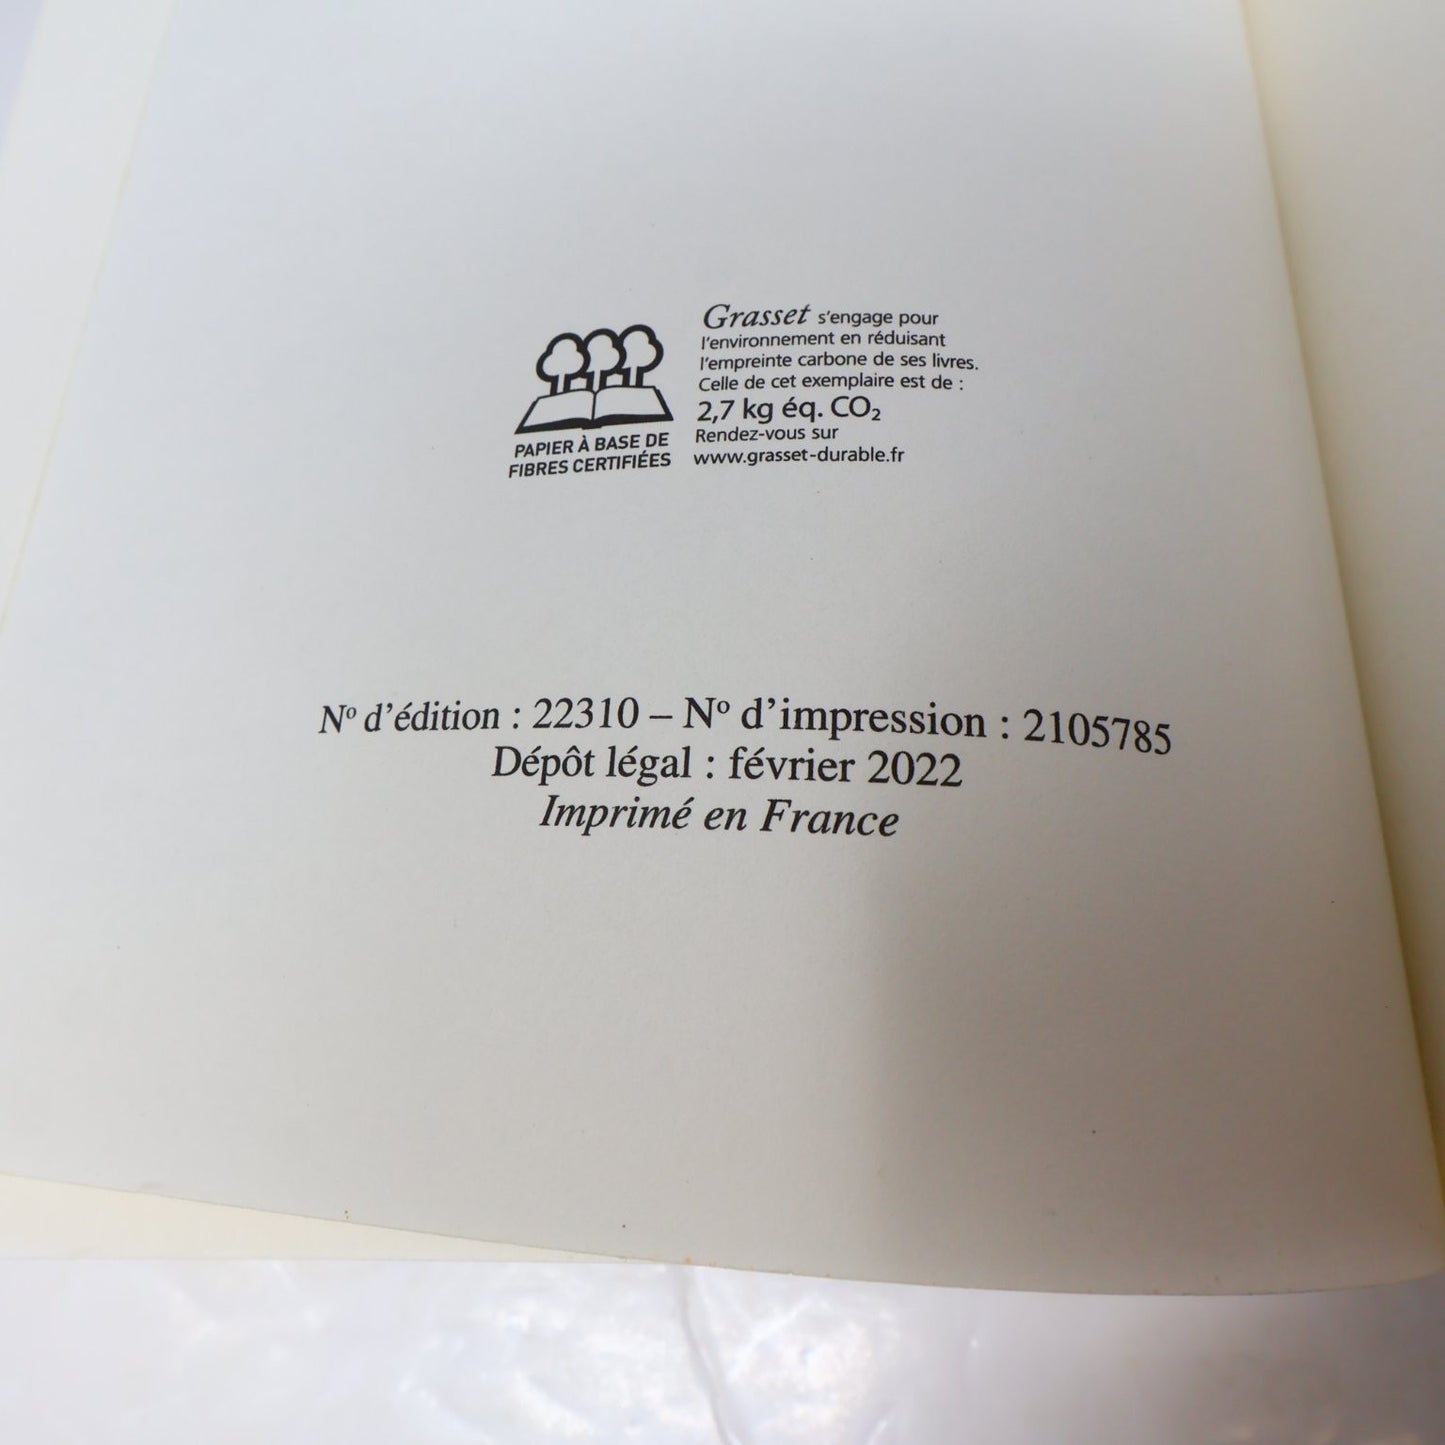 PAPIER À BASE DE
FIBRES CERTIFIÉES
Grasset s'engage pour
l'environnement en réduisant
l'empreinte carbone de ses livres.
Celle de cet exemplaire est de :
2,7 kg éq. CO₂
Rendez-vous sur
www.grasset-durable.fr
Nº d'édition : 22310 – Nº d'impression : 2105785
Dépôt légal : février 2022
Imprimé en France